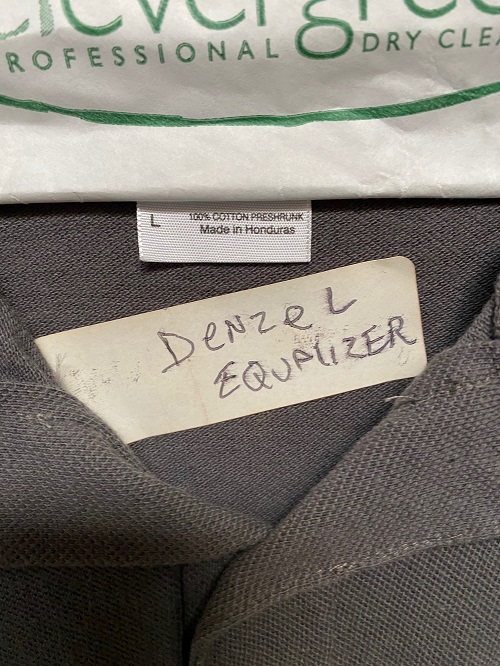 PROFESSIONAL DRY CLEA
L
100% COTTON PRESHRUNK
Made in Honduras
DENZEL
EQUALIZER